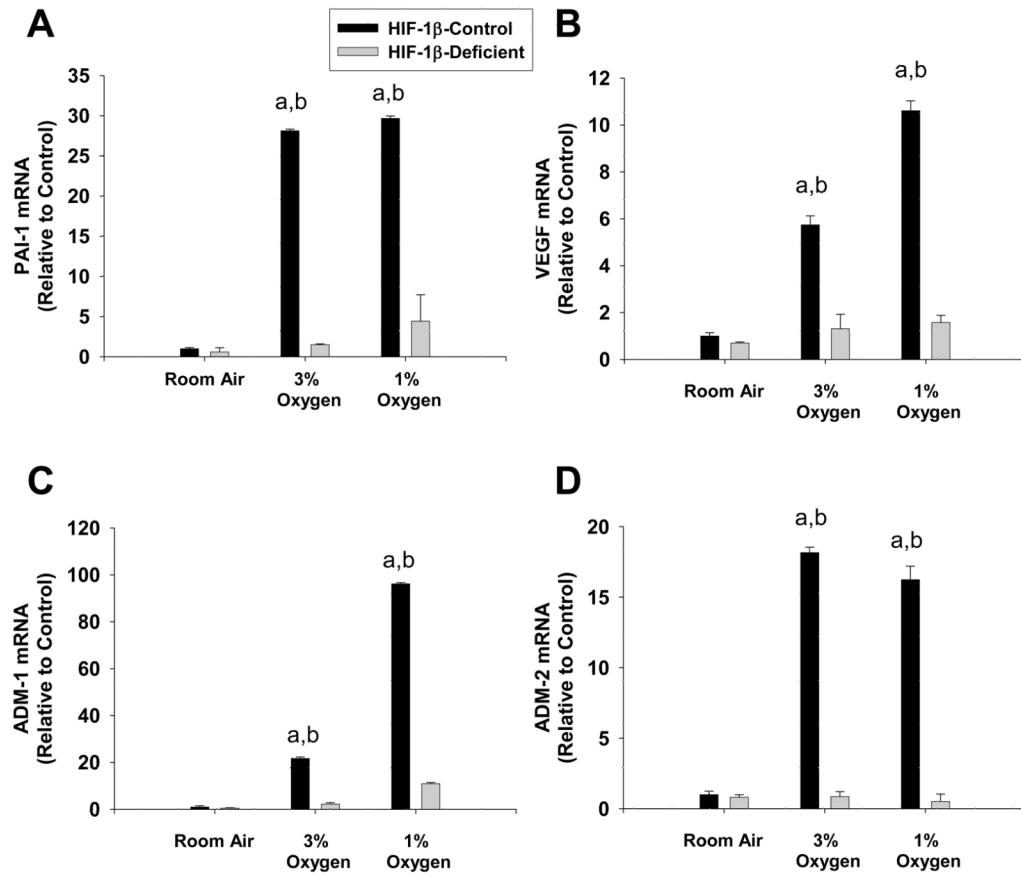 A
HIF-1β-Control
HIF-1β-Deficient
B
PAI-1 mRNA
(Relative to Control)
35
30
25
20
15
10
5
0
a,b
a,b
Room Air
3%
Oxygen
1%
Oxygen
VEGF mRNA
(Relative to Control)
12
10
8
6
4
2
0
a,b
a,b
Room Air
3%
Oxygen
1%
Oxygen
C
ADM-1 mRNA
(Relative to Control)
120
100
80
60
40
20
0
a,b
a,b
Room Air
3%
Oxygen
1%
Oxygen
D
ADM-2 mRNA
(Relative to Control)
20
15
10
5
0
a,b
a,b
Room Air
3%
Oxygen
1%
Oxygen